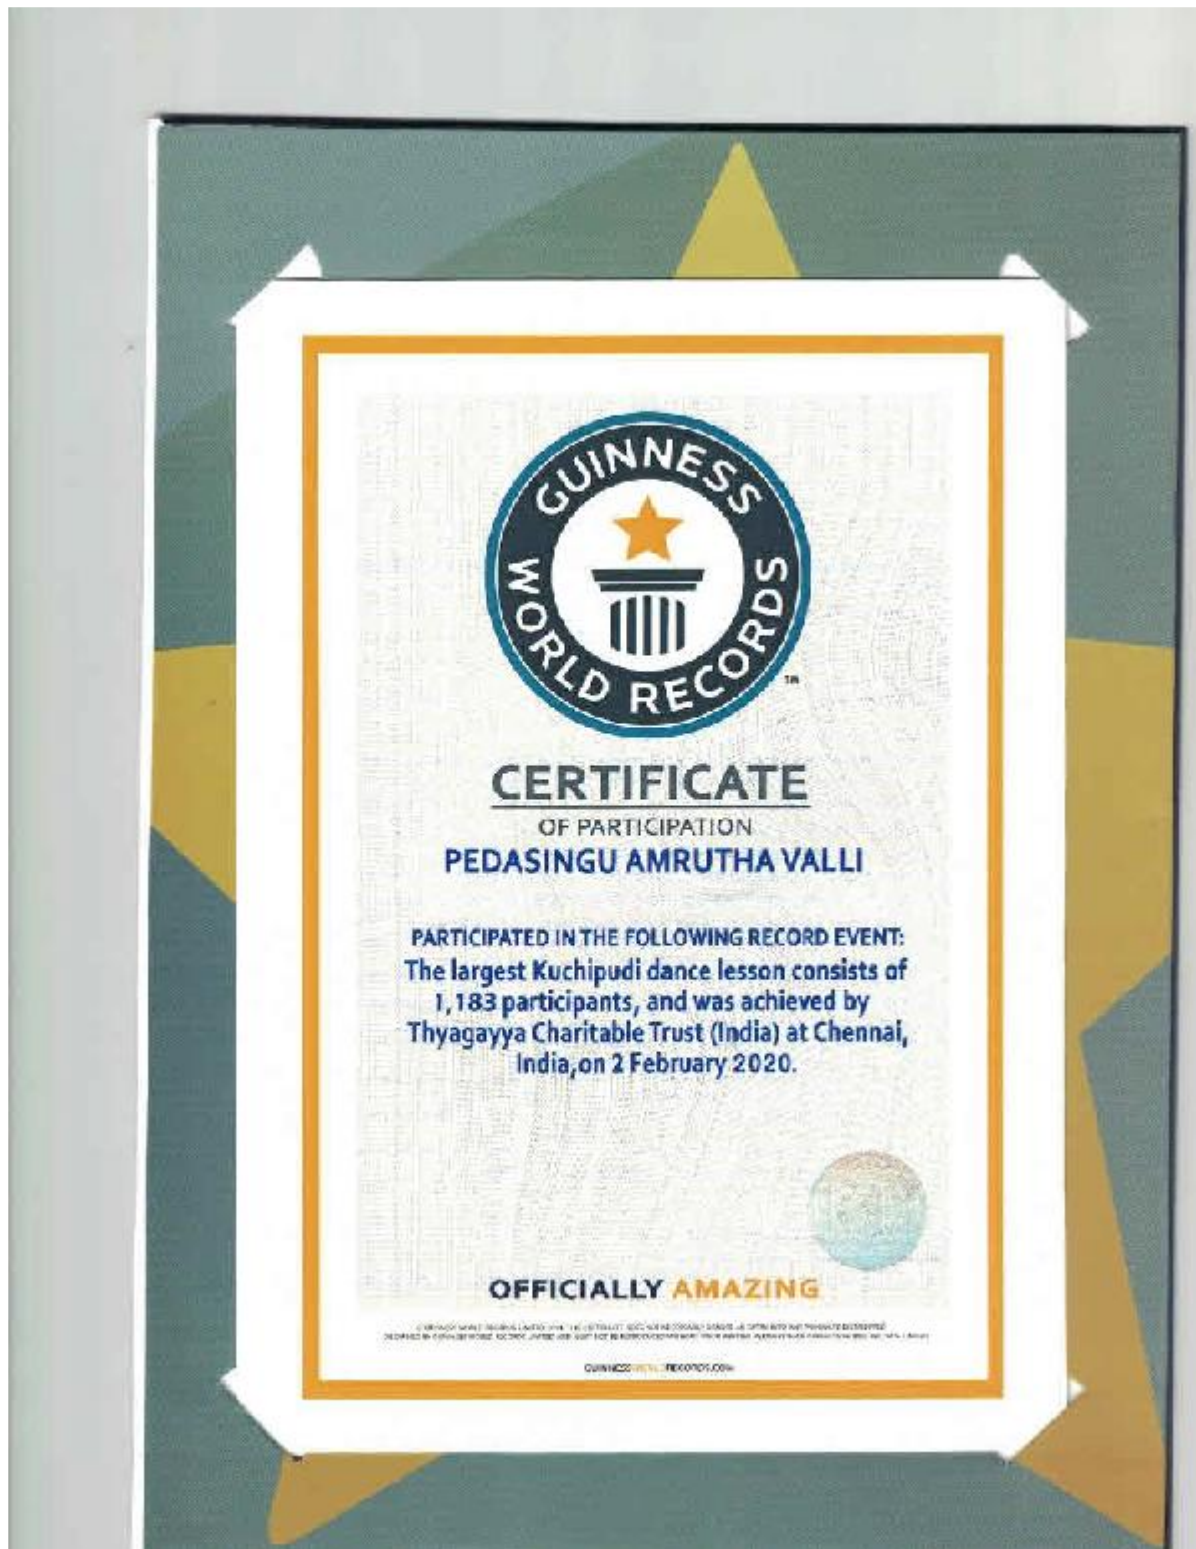 GUINNESS
WORLD RECORDS
TM
CERTIFICATE
OF PARTICIPATION
PEDASINGU AMRUTHA VALLI
PARTICIPATED IN THE FOLLOWING RECORD EVENT:
The largest Kuchipudi dance lesson consists of
1,183 participants, and was achieved by
Thyagayya Charitable Trust (India) at Chennai,
India,on 2 February 2020.
OFFICIALLY AMAZING
GUINNESSWORLDRECORDS.COM